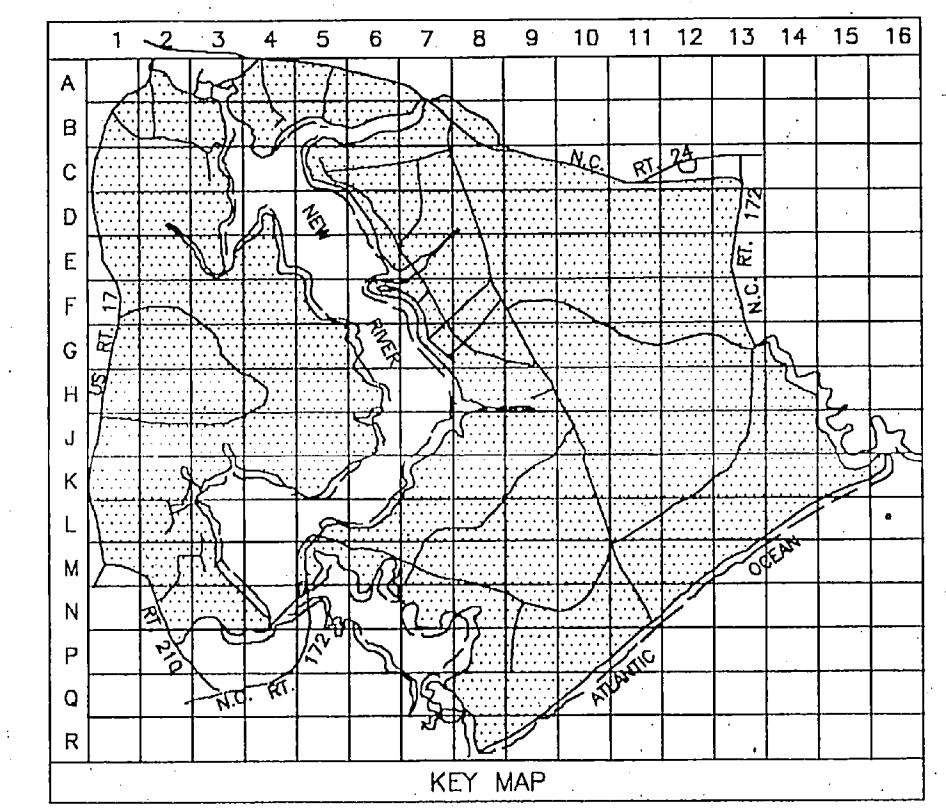 1 2 3 4 5 6 7 8 9 10 11 12 13 14 15 16
A
B
C
D
E
F
G
H
J
K
L
M
N
P
Q
R
N.C. RT. 24
N.C. RT. 172
NEW
RIVER
US RT. 17
OCEAN
ATLANTIC
RT. 210
N.C. RT. 172
KEY MAP